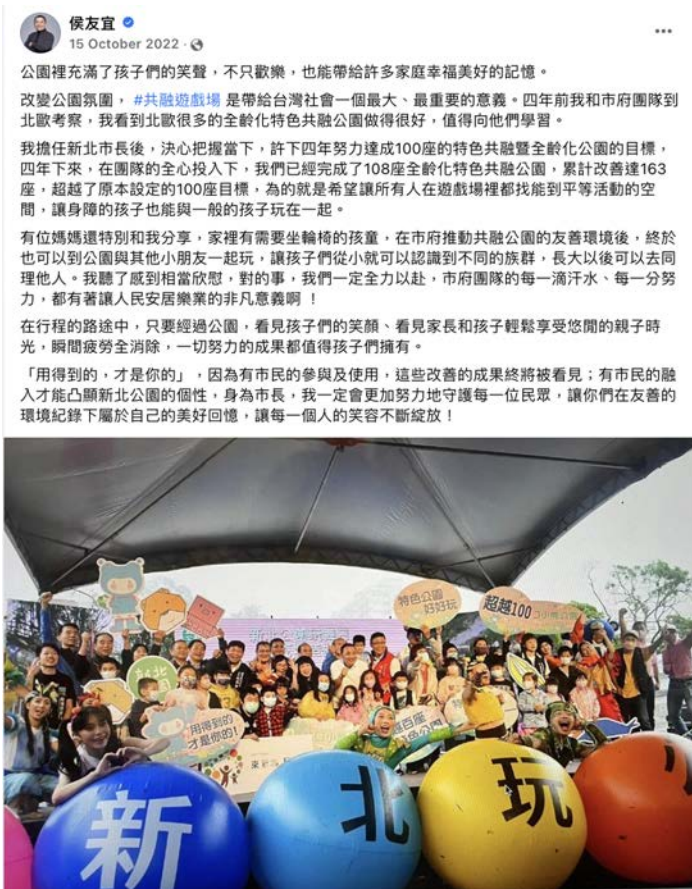 侯友宜
15 October 2022 ·
公園裡充滿了孩子們的笑聲，不只歡樂，也能帶給許多家庭幸福美好的記憶。
改變公園氛圍， #共融遊戲場 是帶給台灣社會一個最大、最重要的意義。四年前我和市府團隊到
北歐考察，我看到北歐很多的全齡化特色共融公園做得很好，值得向他們學習。
我擔任新北市長後，決心把握當下，許下四年努力達成100座的特色共融暨全齡化公園的目標，
四年下來，在團隊的全心投入下，我們已經完成了108座全齡化特色共融公園，累計改善達163
座，超越了原本設定的100座目標，為的就是希望讓所有人在遊戲場裡都找能到平等活動的空
間，讓身障的孩子也能與一般的孩子玩在一起。
有位媽媽還特別和我分享，家裡有需要坐輪椅的孩童，在市府推動共融公園的友善環境後，終於
也可以到公園與其他小朋友一起玩，讓孩子們從小就可以認識到不同的族群，長大以後可以去同
理他人。我聽了感到相當欣慰，對的事，我們一定全力以赴，市府團隊的每一滴汗水、每一分努
力，都有著讓人民安居樂業的非凡意義啊 ！
在行程的路途中，只要經過公園，看見孩子們的笑顏、看見家長和孩子輕鬆享受悠閒的親子時
光，瞬間疲勞全消除，一切努力的成果都值得孩子們擁有。
「用得到的，才是你的」，因為有市民的參與及使用，這些改善的成果終將被看見；有市民的融
入才能凸顯新北公園的個性，身為市長，我一定會更加努力地守護每一位民眾，讓你們在友善的
環境紀錄下屬於自己的美好回憶，讓每一個人的笑容不斷綻放！
特色公園
好好玩
超越100
新北
用得到的
才是你的!
新
北
玩